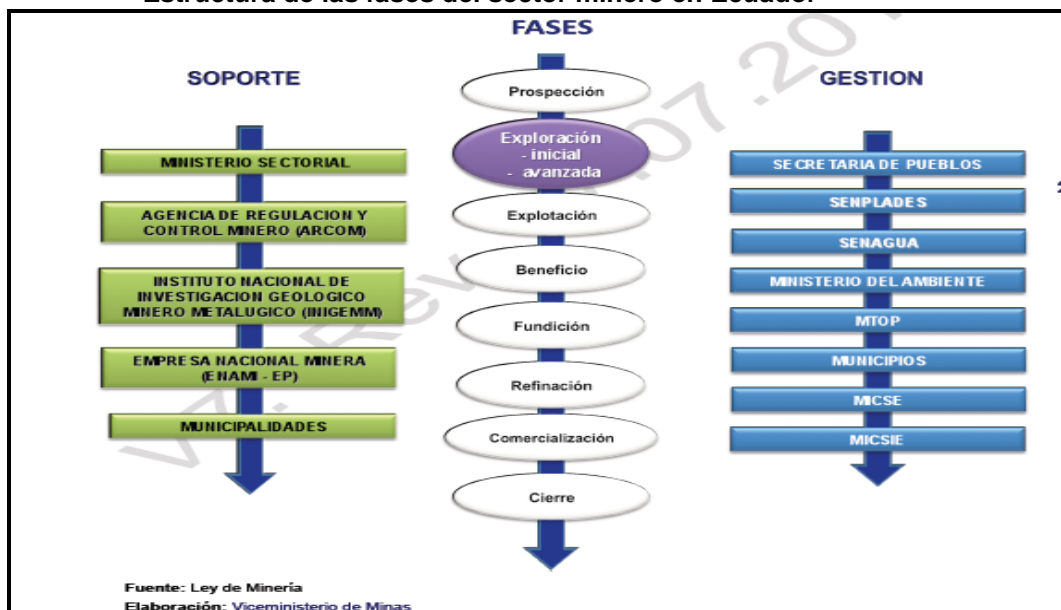 Estructura de las fases del sector minero en Ecuador
FASES
SOPORTE
MINISTERIO SECTORIAL
AGENCIA DE REGULACION Y
CONTROL MINERO (ARCOM)
INSTITUTO NACIONAL DE
INVESTIGACION GEOLOGICO
MINERO METALUGICO (INIGEMM)
EMPRESA NACIONAL MINERA
(ENAMI - EP)
MUNICIPALIDADES
Prospección
Exploración
- inicial
- avanzada
Explotación
Beneficio
Fundición
Refinación
Comercialización
Cierre
GESTION
SECRETARIA DE PUEBLOS
SENPLADES
SENAGUA
MINISTERIO DEL AMBIENTE
MTOP
MUNICIPIOS
MICSE
MICSIE
Fuente: Ley de Minería
Elaboración: Viceministerio de Minas